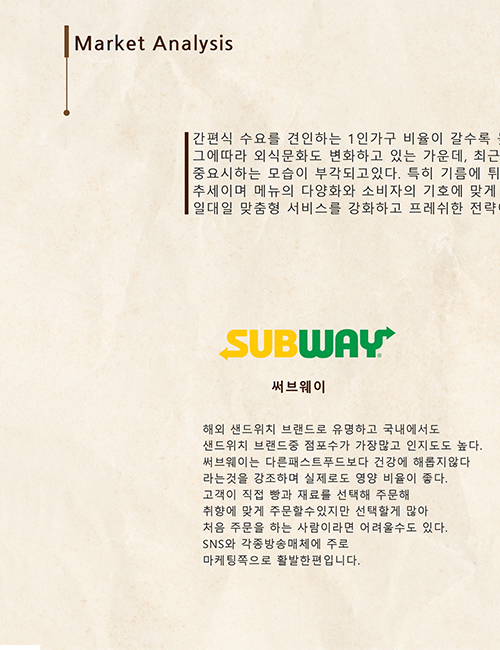 Market Analysis
간편식 수요를 견인하는 1인가구 비율이 갈수록
그에따라 외식문화도 변화하고 있는 가운데, 최근
중요시하는 모습이 부각되고있다. 특히 기름에 튀
추세이며 메뉴의 다양화와 소비자의 기호에 맞게
일대일 맞춤형 서비스를 강화하고 프레쉬한 전략
SUBWAY
써브웨이
해외 샌드위치 브랜드로 유명하고 국내에서도
샌드위치 브랜드중 점포수가 가장많고 인지도도 높다.
써브웨이는 다른패스트푸드보다 건강에 해롭지않다
라는것을 강조하며 실제로도 영양 비율이 좋다.
고객이 직접 빵과 재료를 선택해 주문해
취향에 맞게 주문할수있지만 선택할게 많아
처음 주문을 하는 사람이라면 어려울수도 있다.
SNS와 각종방송매체에 주로
마케팅쪽으로 활발한편입니다.